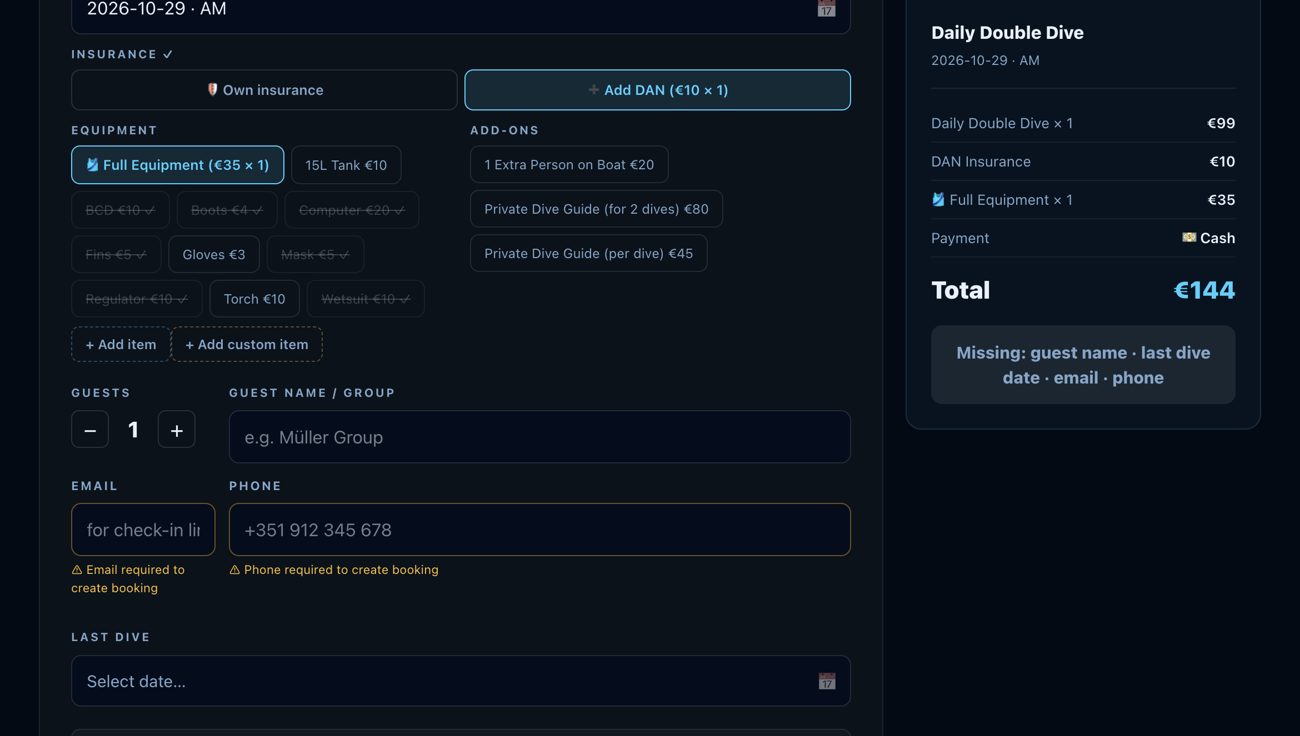 2026-10-29 · AM
INSURANCE ✓
Own insurance
Add DAN (€10 × 1)
EQUIPMENT
Full Equipment (€35 × 1)
15L Tank €10
BCD €10 ✓
Boots €4 ✓
Computer €20 ✓
Fins €5 ✓
Gloves €3
Mask €5 ✓
Regulator €10 ✓
Torch €10
Wetsuit €10 ✓
+ Add item
+ Add custom item
ADD-ONS
1 Extra Person on Boat €20
Private Dive Guide (for 2 dives) €80
Private Dive Guide (per dive) €45
GUESTS
− 1 +
GUEST NAME / GROUP
e.g. Müller Group
EMAIL
for check-in lin
⚠ Email required to
create booking
PHONE
+351 912 345 678
⚠ Phone required to create booking
LAST DIVE
Select date...
Daily Double Dive
2026-10-29 · AM
Daily Double Dive × 1 €99
DAN Insurance €10
Full Equipment × 1 €35
Payment Cash
Total €144
Missing: guest name · last dive
date · email · phone